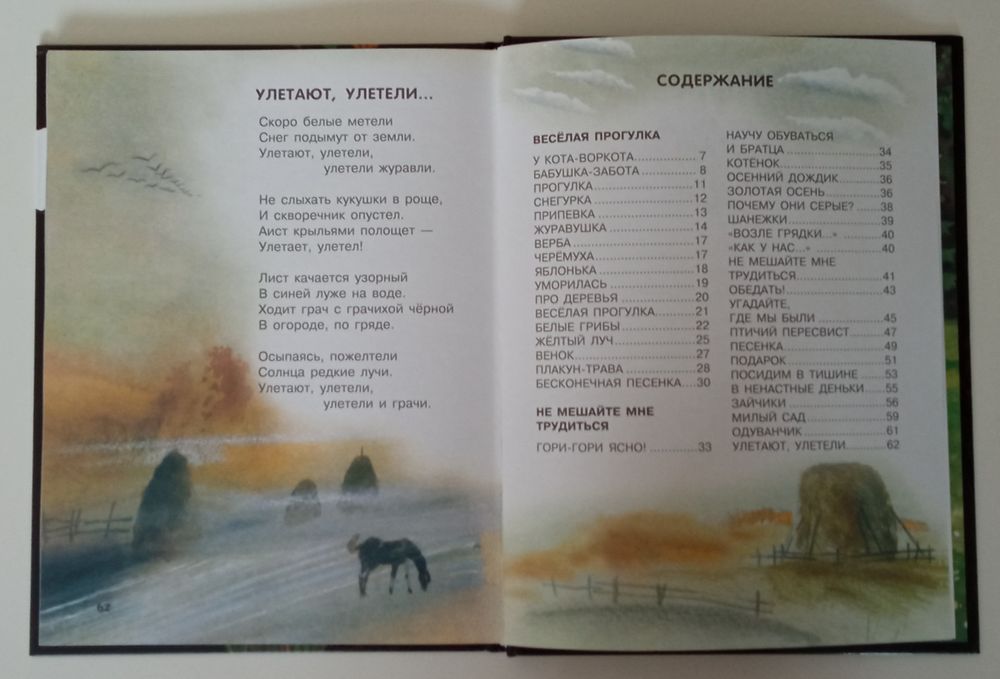 УЛЕТАЮТ, УЛЕТЕЛИ...
Скоро белые метели
Снег подымут от земли.
Улетают, улетели,
улетели журавли.
Не слыхать кукушки в роще,
И скворечник опустел.
Аист крыльями полощет —
Улетает, улетел!
Лист качается узорный
В синей луже на воде.
Ходит грач с грачихой чёрной
В огороде, по гряде.
Осыпаясь, пожелтели
Солнца редкие лучи.
Улетают, улетели,
улетели и грачи.
62
СОДЕРЖАНИЕ
ВЕСЁЛАЯ ПРОГУЛКА
У КОТА-ВОРКОТА................. 7
БАБУШКА-ЗАБОТА............... 8
ПРОГУЛКА.......................... 11
СНЕГУРКА.......................... 12
ПРИПЕВКА.......................... 13
ЖУРАВУШКА....................... 14
ВЕРБА................................ 17
ЧЕРЁМУХА.......................... 17
ЯБЛОНЬКА.......................... 18
УМОРИЛАСЬ....................... 19
ПРО ДЕРЕВЬЯ.................... 20
ВЕСЁЛАЯ ПРОГУЛКА............ 21
БЕЛЫЕ ГРИБЫ.................... 22
ЖЁЛТЫЙ ЛУЧ..................... 25
ВЕНОК............................... 27
ПЛАКУН-ТРАВА................... 28
БЕСКОНЕЧНАЯ ПЕСЕНКА... 30
НЕ МЕШАЙТЕ МНЕ
ТРУДИТЬСЯ
ГОРИ-ГОРИ ЯСНО! ............. 33
НАУЧУ ОБУВАТЬСЯ
И БРАТЦА.......................... 34
КОТЁНОК........................... 35
ОСЕННИЙ ДОЖДИК............ 36
ЗОЛОТАЯ ОСЕНЬ................ 36
ПОЧЕМУ ОНИ СЕРЫЕ? ...... 38
ШАНЕЖКИ......................... 39
«ВОЗЛЕ ГРЯДКИ...» ............ 40
«КАК У НАС...» .................. 40
НЕ МЕШАЙТЕ МНЕ
ТРУДИТЬСЯ....................... 41
ОБЕДАТЬ!.......................... 43
УГАДАЙТЕ,
ГДЕ МЫ БЫЛИ.................. 45
ПТИЧИЙ ПЕРЕСВИСТ......... 47
ПЕСЕНКА........................... 49
ПОДАРОК.......................... 51
ПОСИДИМ В ТИШИНЕ........ 53
В НЕНАСТНЫЕ ДЕНЬКИ..... 55
ЗАЙЧИКИ.......................... 56
МИЛЫЙ САД..................... 59
ОДУВАНЧИК...................... 61
УЛЕТАЮТ, УЛЕТЕЛИ........... 62